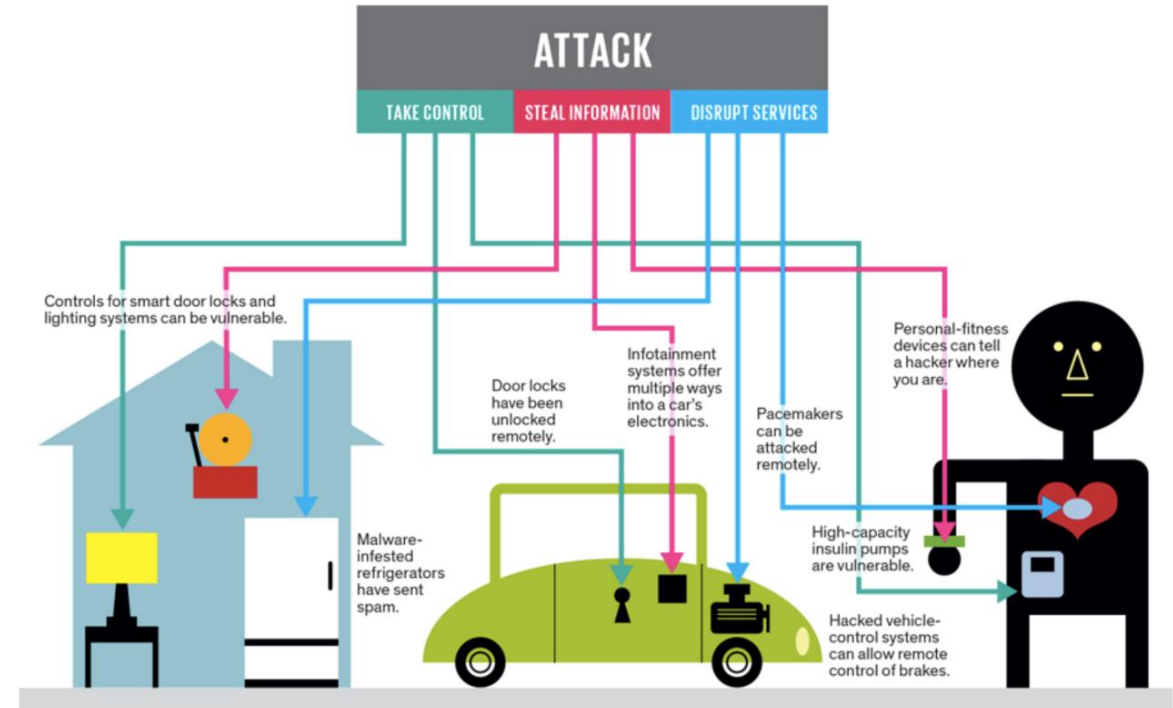 ATTACK
TAKE CONTROL
STEAL INFORMATION
DISRUPT SERVICES
Controls for smart door locks and
lighting systems can be vulnerable.
Personal-fitness
devices can tell
a hacker where
you are.
Infotainment
systems offer
multiple ways
into a car's
electronics.
Door locks
have been
unlocked
remotely.
Pacemakers
can be
attacked
remotely.
High-capacity
insulin pumps
are vulnerable.
Malware-
infested
refrigerators
have sent
spam.
Hacked vehicle-
control systems
can allow remote
control of brakes.